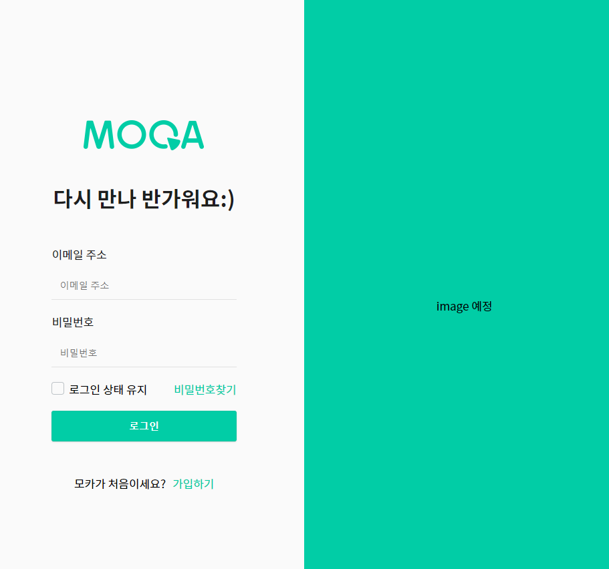 MOQA
다시 만나 반가워요:)
이메일 주소
이메일 주소
비밀번호
비밀번호
로그인 상태 유지 비밀번호찾기
로그인
모카가 처음이세요? 가입하기
image 예정